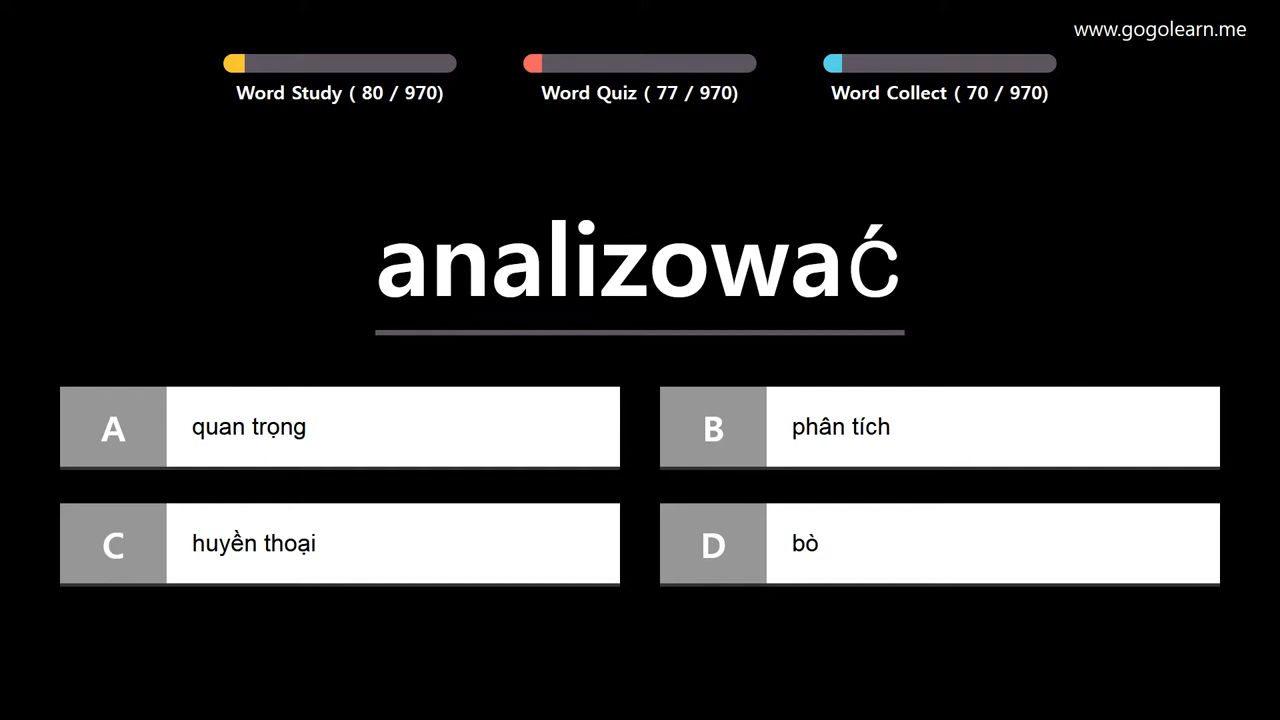 www.gogolearn.me
Word Study ( 80 / 970)
Word Quiz ( 77 / 970)
Word Collect ( 70 / 970)
analizować
A quan trọng
B phân tích
C huyền thoại
D bò